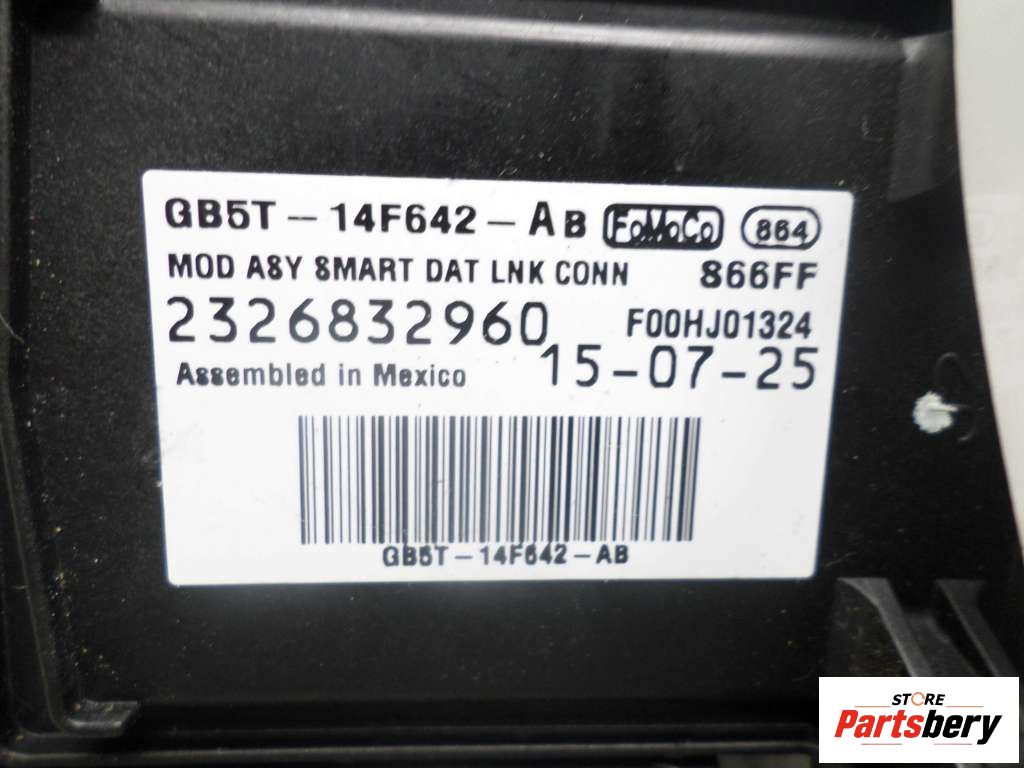 GB5T-14F642-AB FoMoCo 864
MOD ASY SMART DAT LNK CONN 866FF
2326832960 F00HJ01324
Assembled in Mexico 15-07-25
GB5T-14F642-AB
STORE
Partsbery